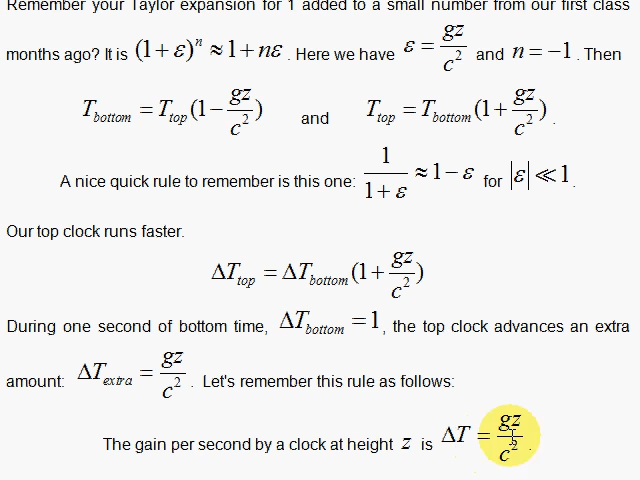 Remember your Taylor expansion for 1 added to a small number from our first class
months ago? It is (1+ε)ⁿ ≈ 1+nε . Here we have ε = gz/c² and n = −1 . Then
T_bottom = T_top(1 − gz/c²) and T_top = T_bottom(1 + gz/c²) .
A nice quick rule to remember is this one: 1/(1+ε) ≈ 1−ε for |ε| ≪ 1 .
Our top clock runs faster.
ΔT_top = ΔT_bottom(1 + gz/c²)
During one second of bottom time, ΔT_bottom = 1 , the top clock advances an extra
amount: ΔT_extra = gz/c² . Let's remember this rule as follows:
The gain per second by a clock at height z is ΔT = gz/c² .